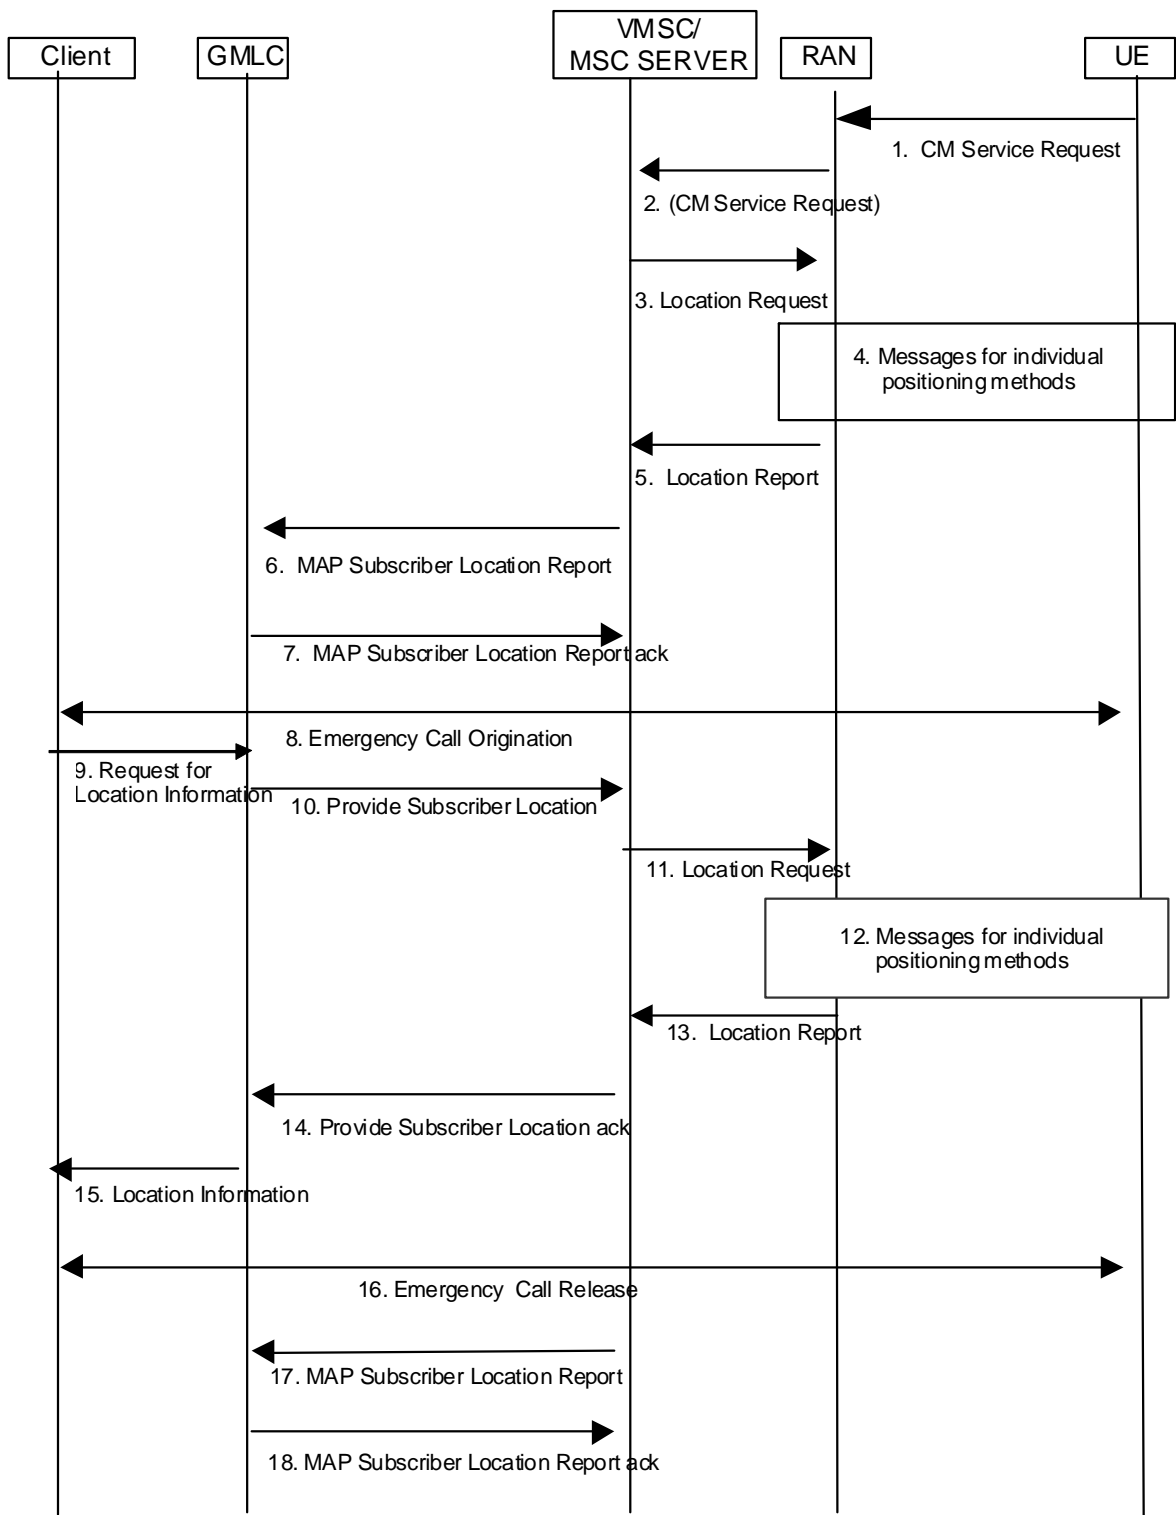 Client
GMLC
VMSC/
MSC SERVER
RAN
UE
1. CM Service Request
2. (CM Service Request)
3. Location Request
4. Messages for individual
positioning methods
5. Location Report
6. MAP Subscriber Location Report
7. MAP Subscriber Location Report ack
8. Emergency Call Origination
9. Request for
Location Information
10. Provide Subscriber Location
11. Location Request
12. Messages for individual
positioning methods
13. Location Report
14. Provide Subscriber Location ack
15. Location Information
16. Emergency Call Release
17. MAP Subscriber Location Report
18. MAP Subscriber Location Report ack